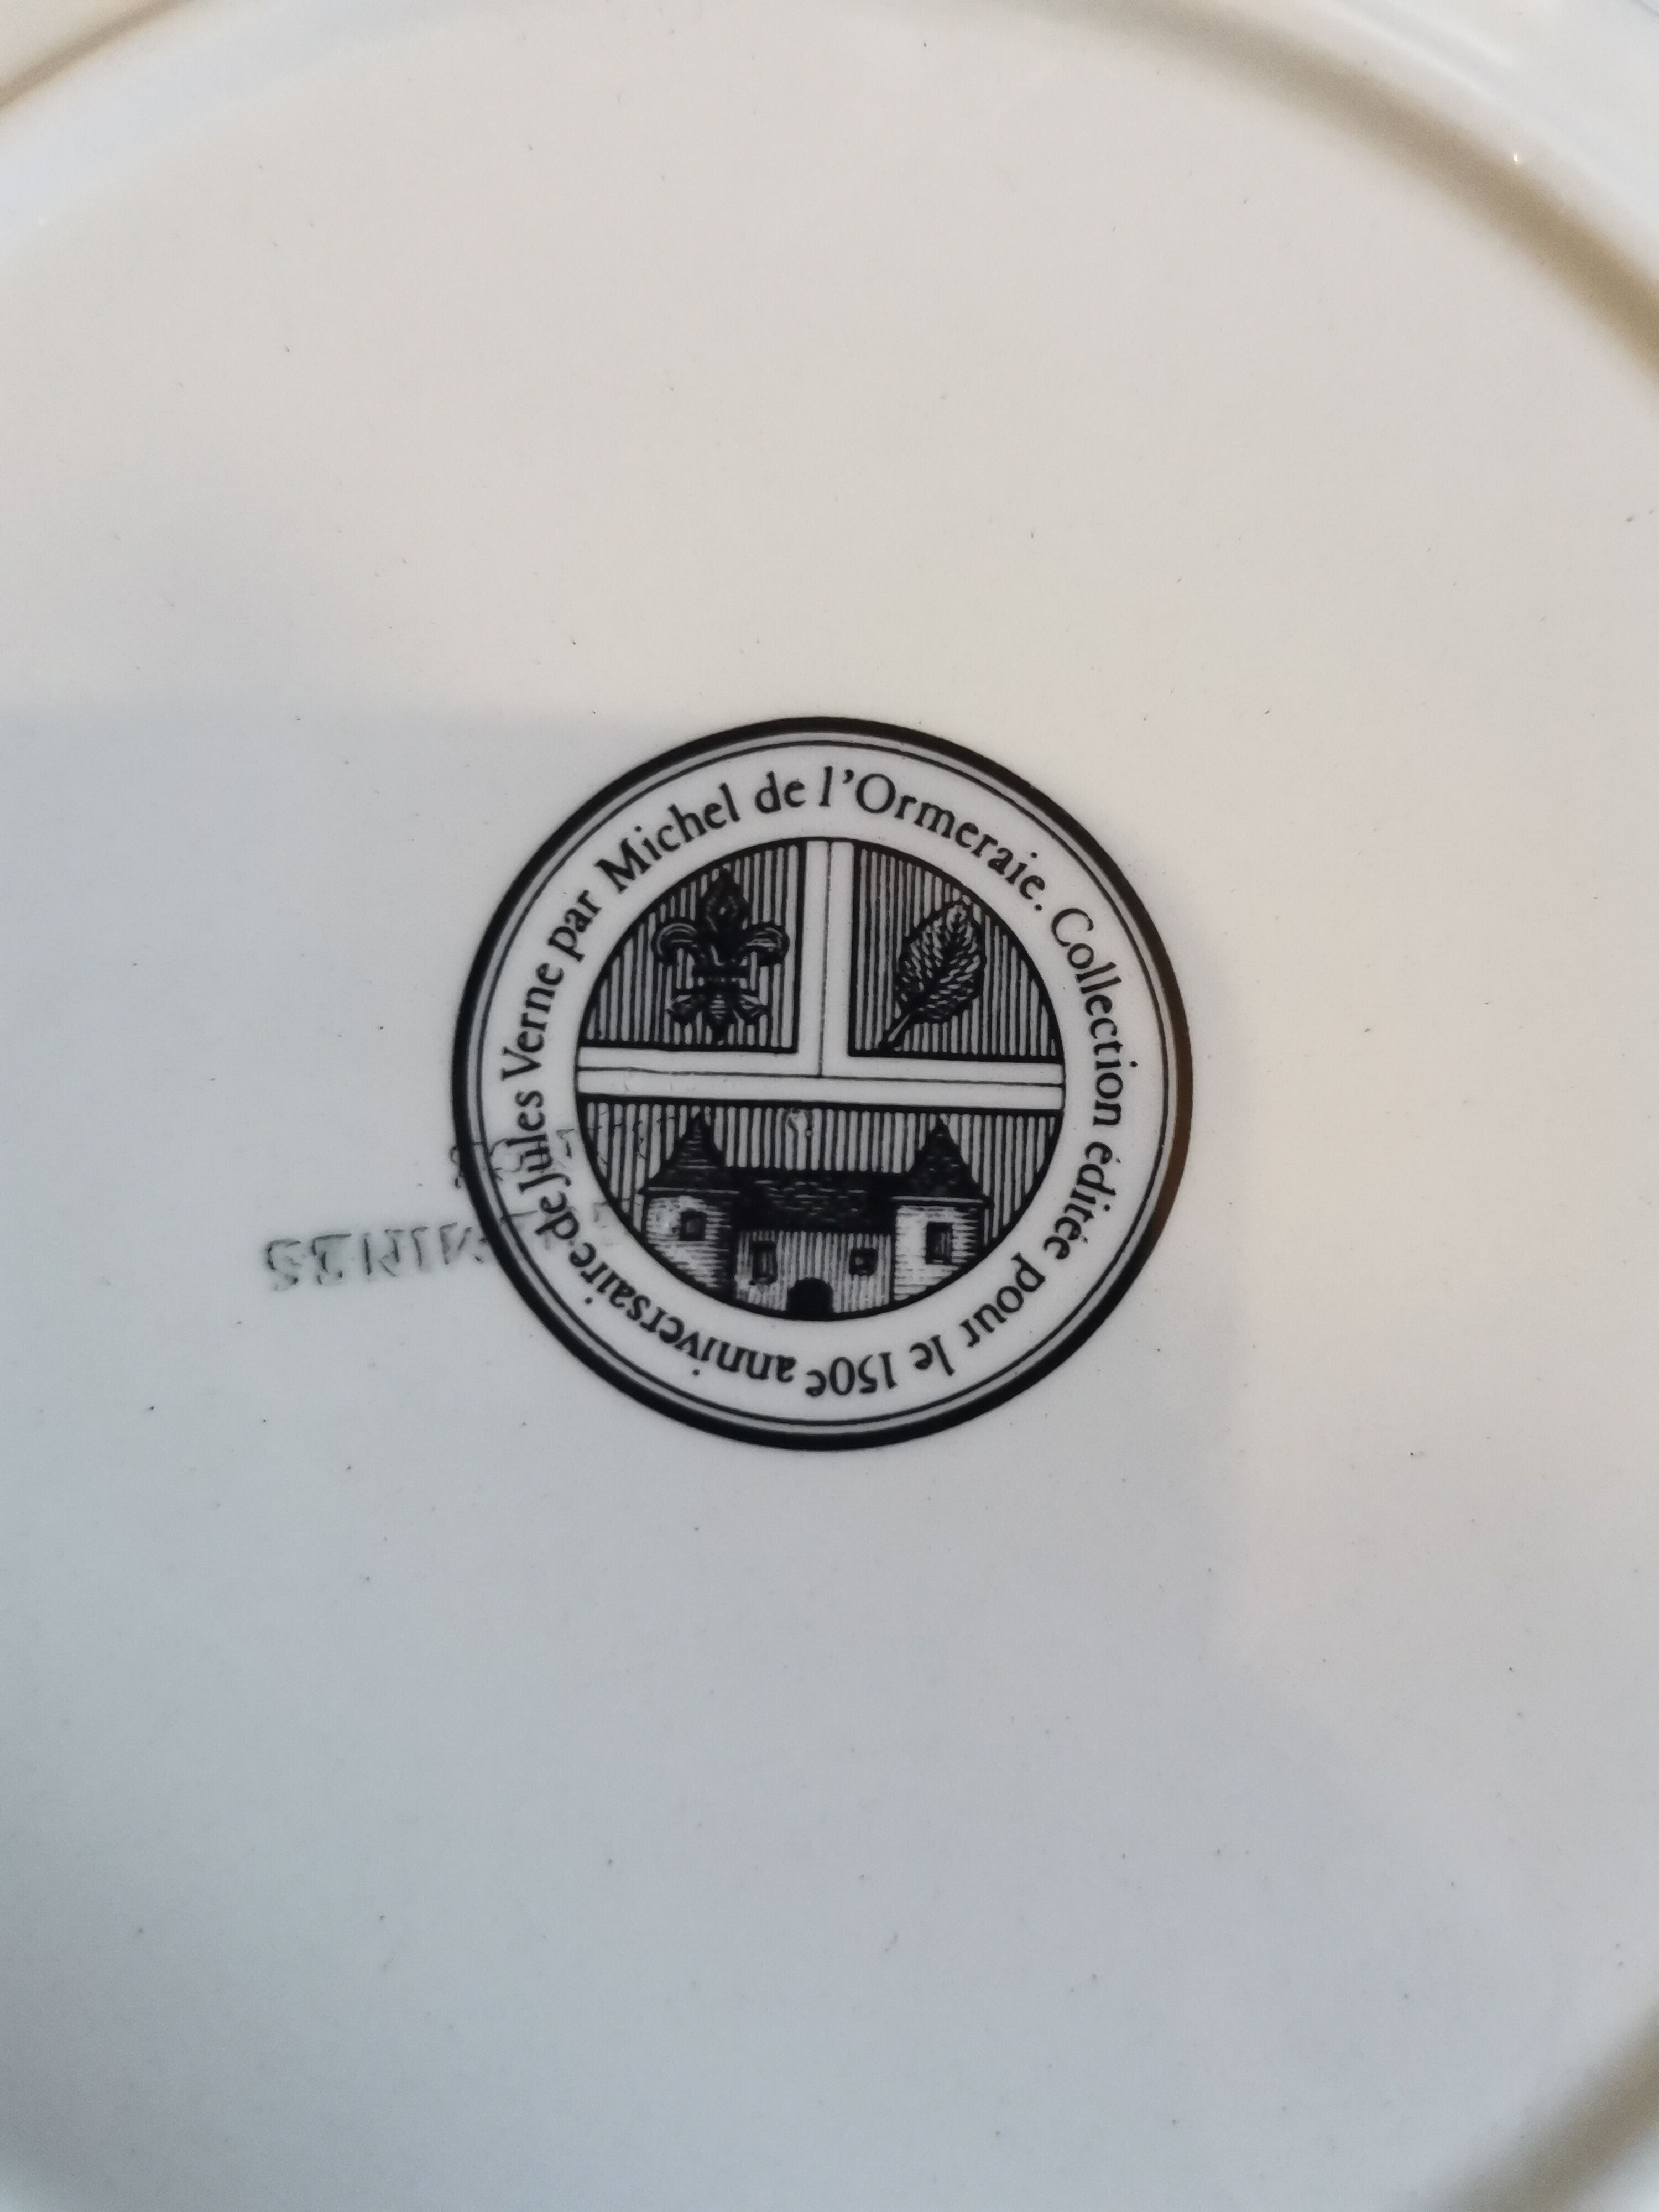 Collection éditée pour le 150e anniversaire de Jules Verne par Michel de l'Ormeraie.